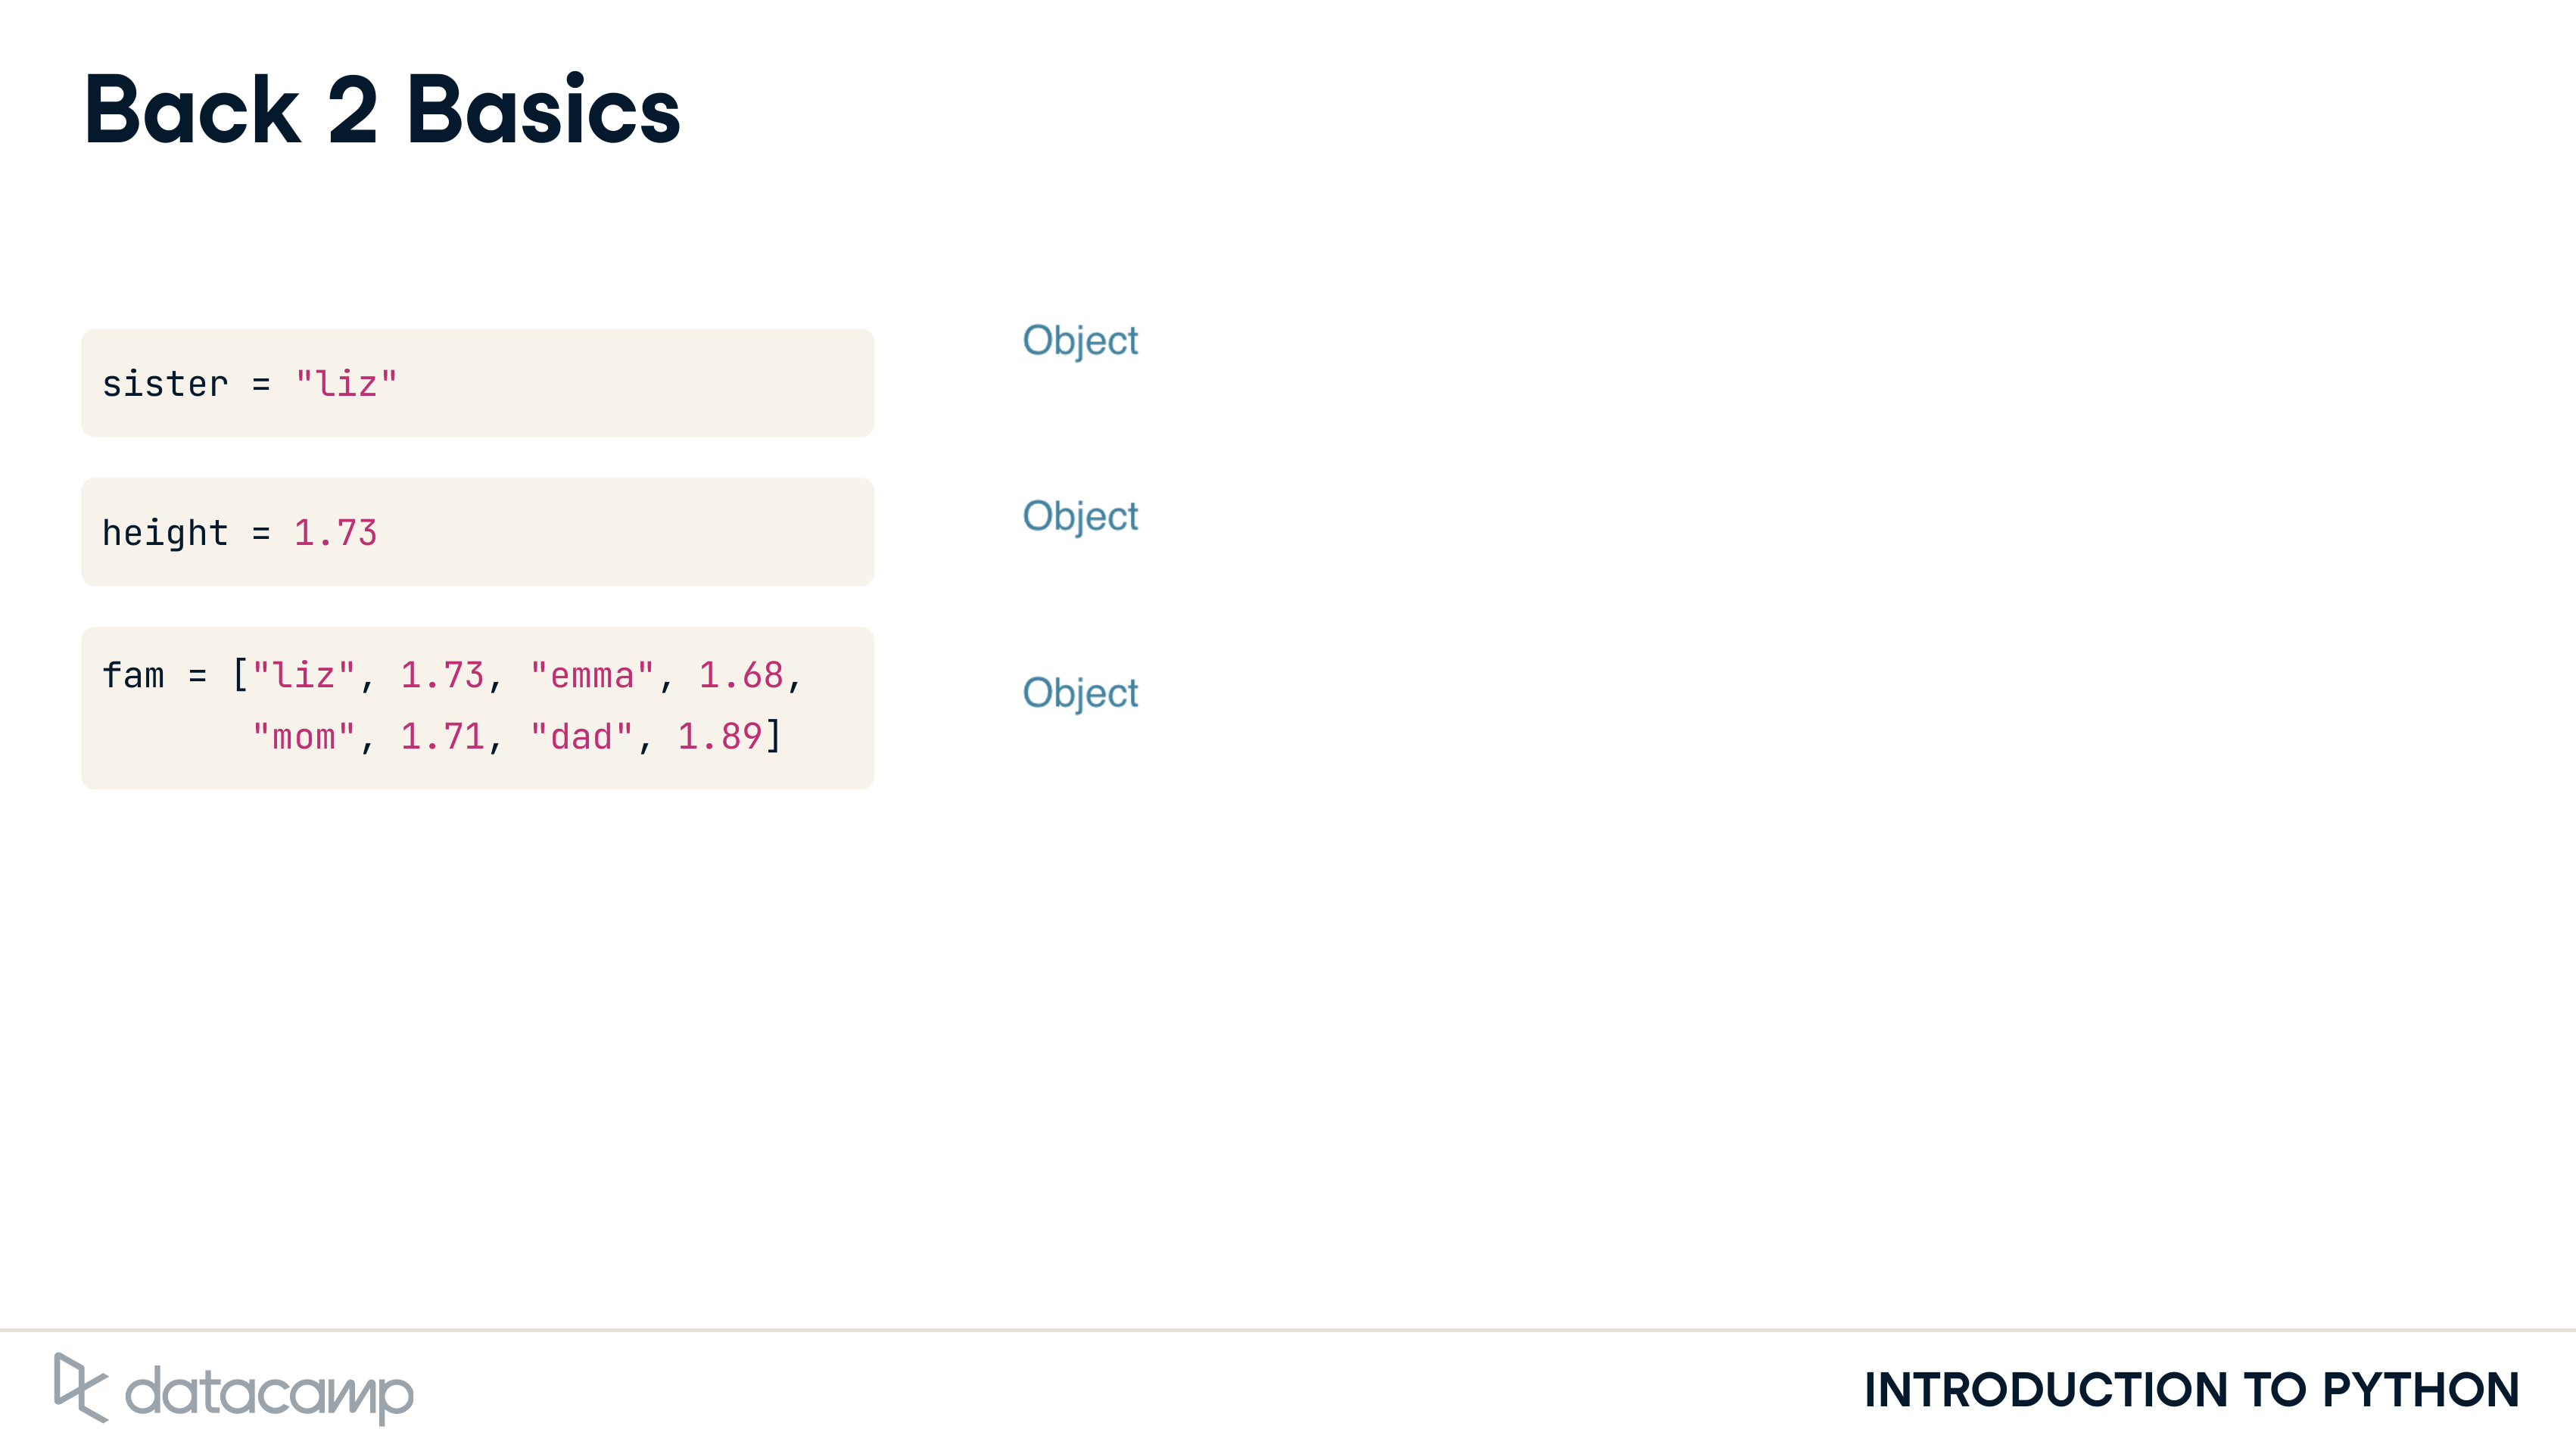 Back 2 Basics
sister = "liz"
Object
height = 1.73
Object
fam = ["liz", 1.73, "emma", 1.68,
"mom", 1.71, "dad", 1.89]
Object
datacamp
INTRODUCTION TO PYTHON